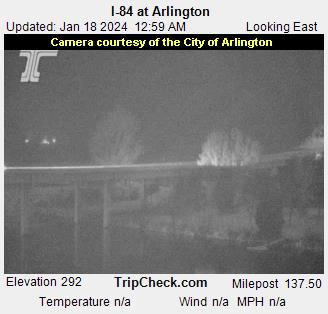 I-84 at Arlington
Updated: Jan 18 2024 12:59 AM Looking East
Camera courtesy of the City of Arlington
Elevation 292 TripCheck.com Milepost 137.50
Temperature n/a Wind n/a MPH n/a